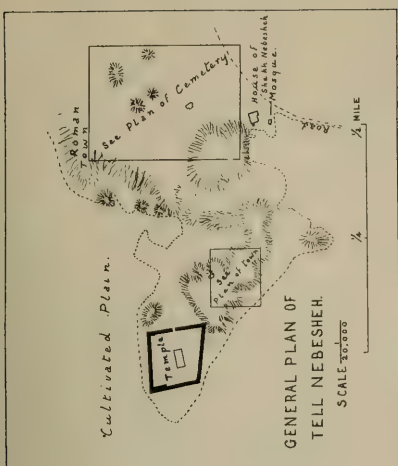 Cultivated Plain.
Roman
Town
See Plan of Cemetery.
House of
Sheikh Nebesheh
Mosque.
Road
Temple
See
Plan of Town
GENERAL PLAN OF
TELL NEBESHEH.
SCALE 1/20.000
¼
½ MILE